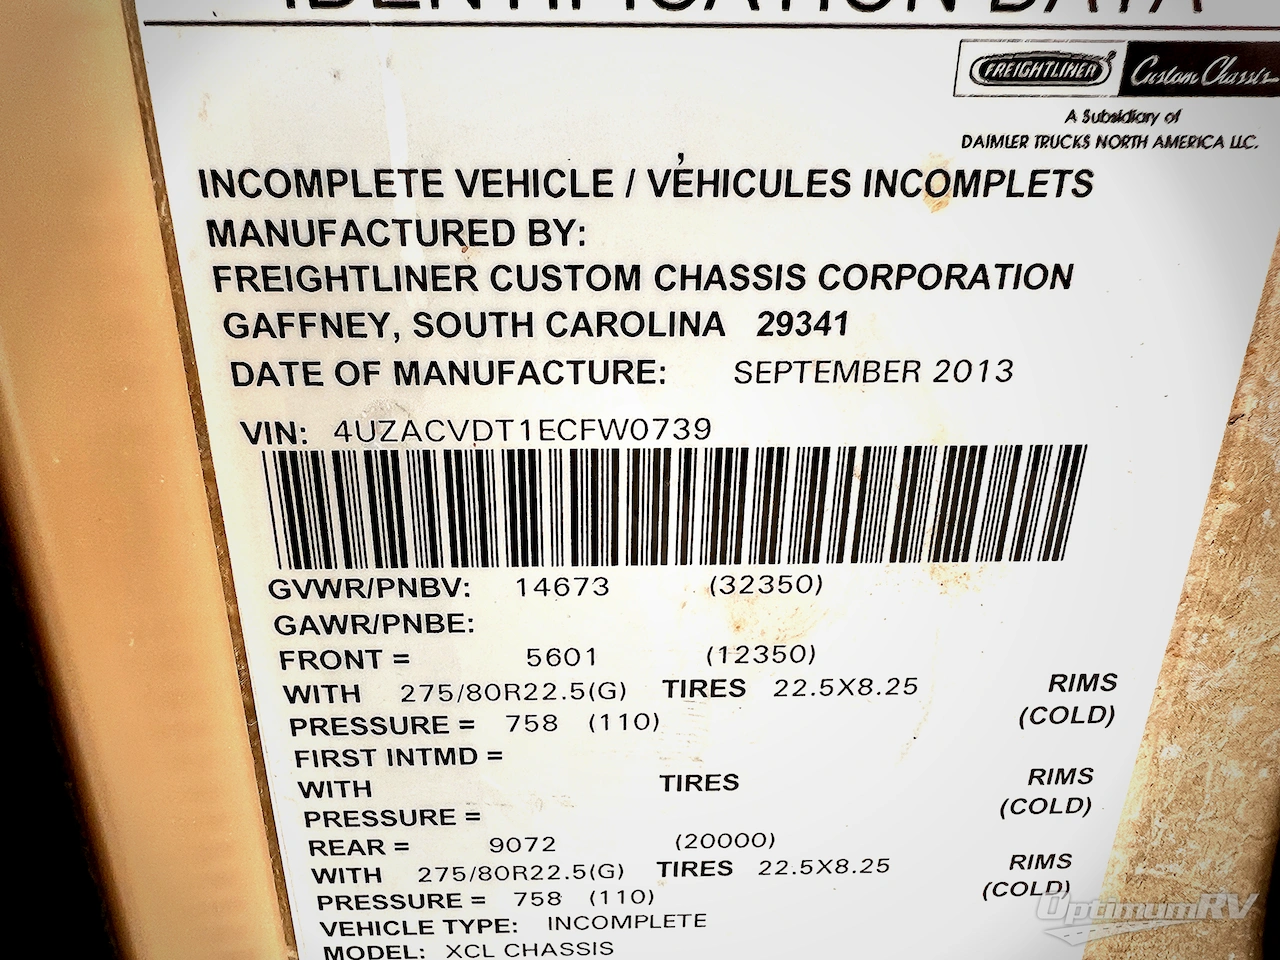 IDENTIFICATION DATA
FREIGHTLINER Custom Chassis
A Subsidiary of
DAIMLER TRUCKS NORTH AMERICA LLC.
INCOMPLETE VEHICLE / VÉHICULES INCOMPLETS
MANUFACTURED BY:
FREIGHTLINER CUSTOM CHASSIS CORPORATION
GAFFNEY, SOUTH CAROLINA 29341
DATE OF MANUFACTURE: SEPTEMBER 2013
VIN: 4UZACVDT1ECFW0739
GVWR/PNBV: 14673 (32350)
GAWR/PNBE:
FRONT = 5601 (12350)
WITH 275/80R22.5(G) TIRES 22.5X8.25 RIMS
PRESSURE = 758 (110) (COLD)
FIRST INTMD =
WITH TIRES RIMS
PRESSURE = (COLD)
REAR = 9072 (20000)
WITH 275/80R22.5(G) TIRES 22.5X8.25 RIMS
PRESSURE = 758 (110) (COLD)
VEHICLE TYPE: INCOMPLETE
MODEL: XCL CHASSIS
OptimumRV